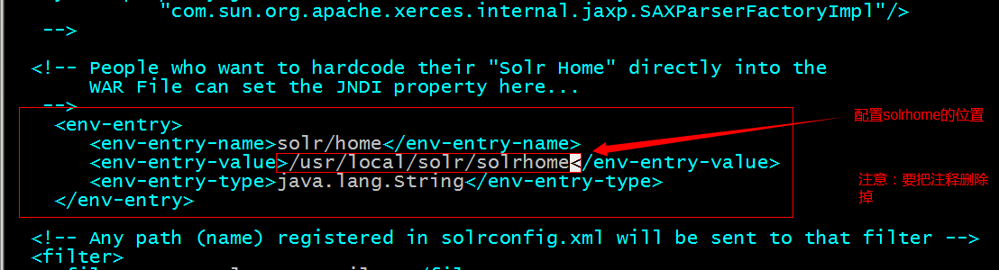 "com.sun.org.apache.xerces.internal.jaxp.SAXParserFactoryImpl"/>
-->
<!-- People who want to hardcode their "Solr Home" directly into the
WAR File can set the JNDI property here...
-->
<env-entry>
配置solrhome的位置
<env-entry-name>solr/home</env-entry-name>
<env-entry-value>/usr/local/solr/solrhome</env-entry-value>
<env-entry-type>java.lang.String</env-entry-type>
注意：要把注释删除
掉
</env-entry>
<!-- Any path (name) registered in solrconfig.xml will be sent to that filter -->
<filter>